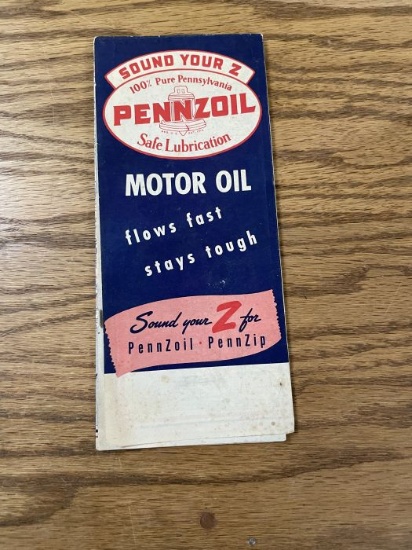 SOUND YOUR Z
100% Pure Pennsylvania
PENNZOIL
Safe Lubrication
MOTOR OIL
flows fast
stays tough
Sound your Z for
PennZoil · PennZip